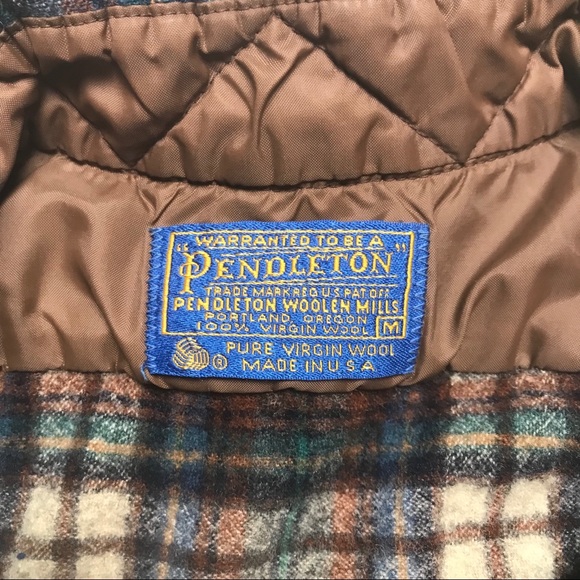 WARRANTED TO BE A
"PENDLETON"
TRADE MARK REG U S PAT OFF
PENDLETON WOOLEN MILLS
PORTLAND, OREGON
100% VIRGIN WOOL M
PURE VIRGIN WOOL
® MADE IN U S A